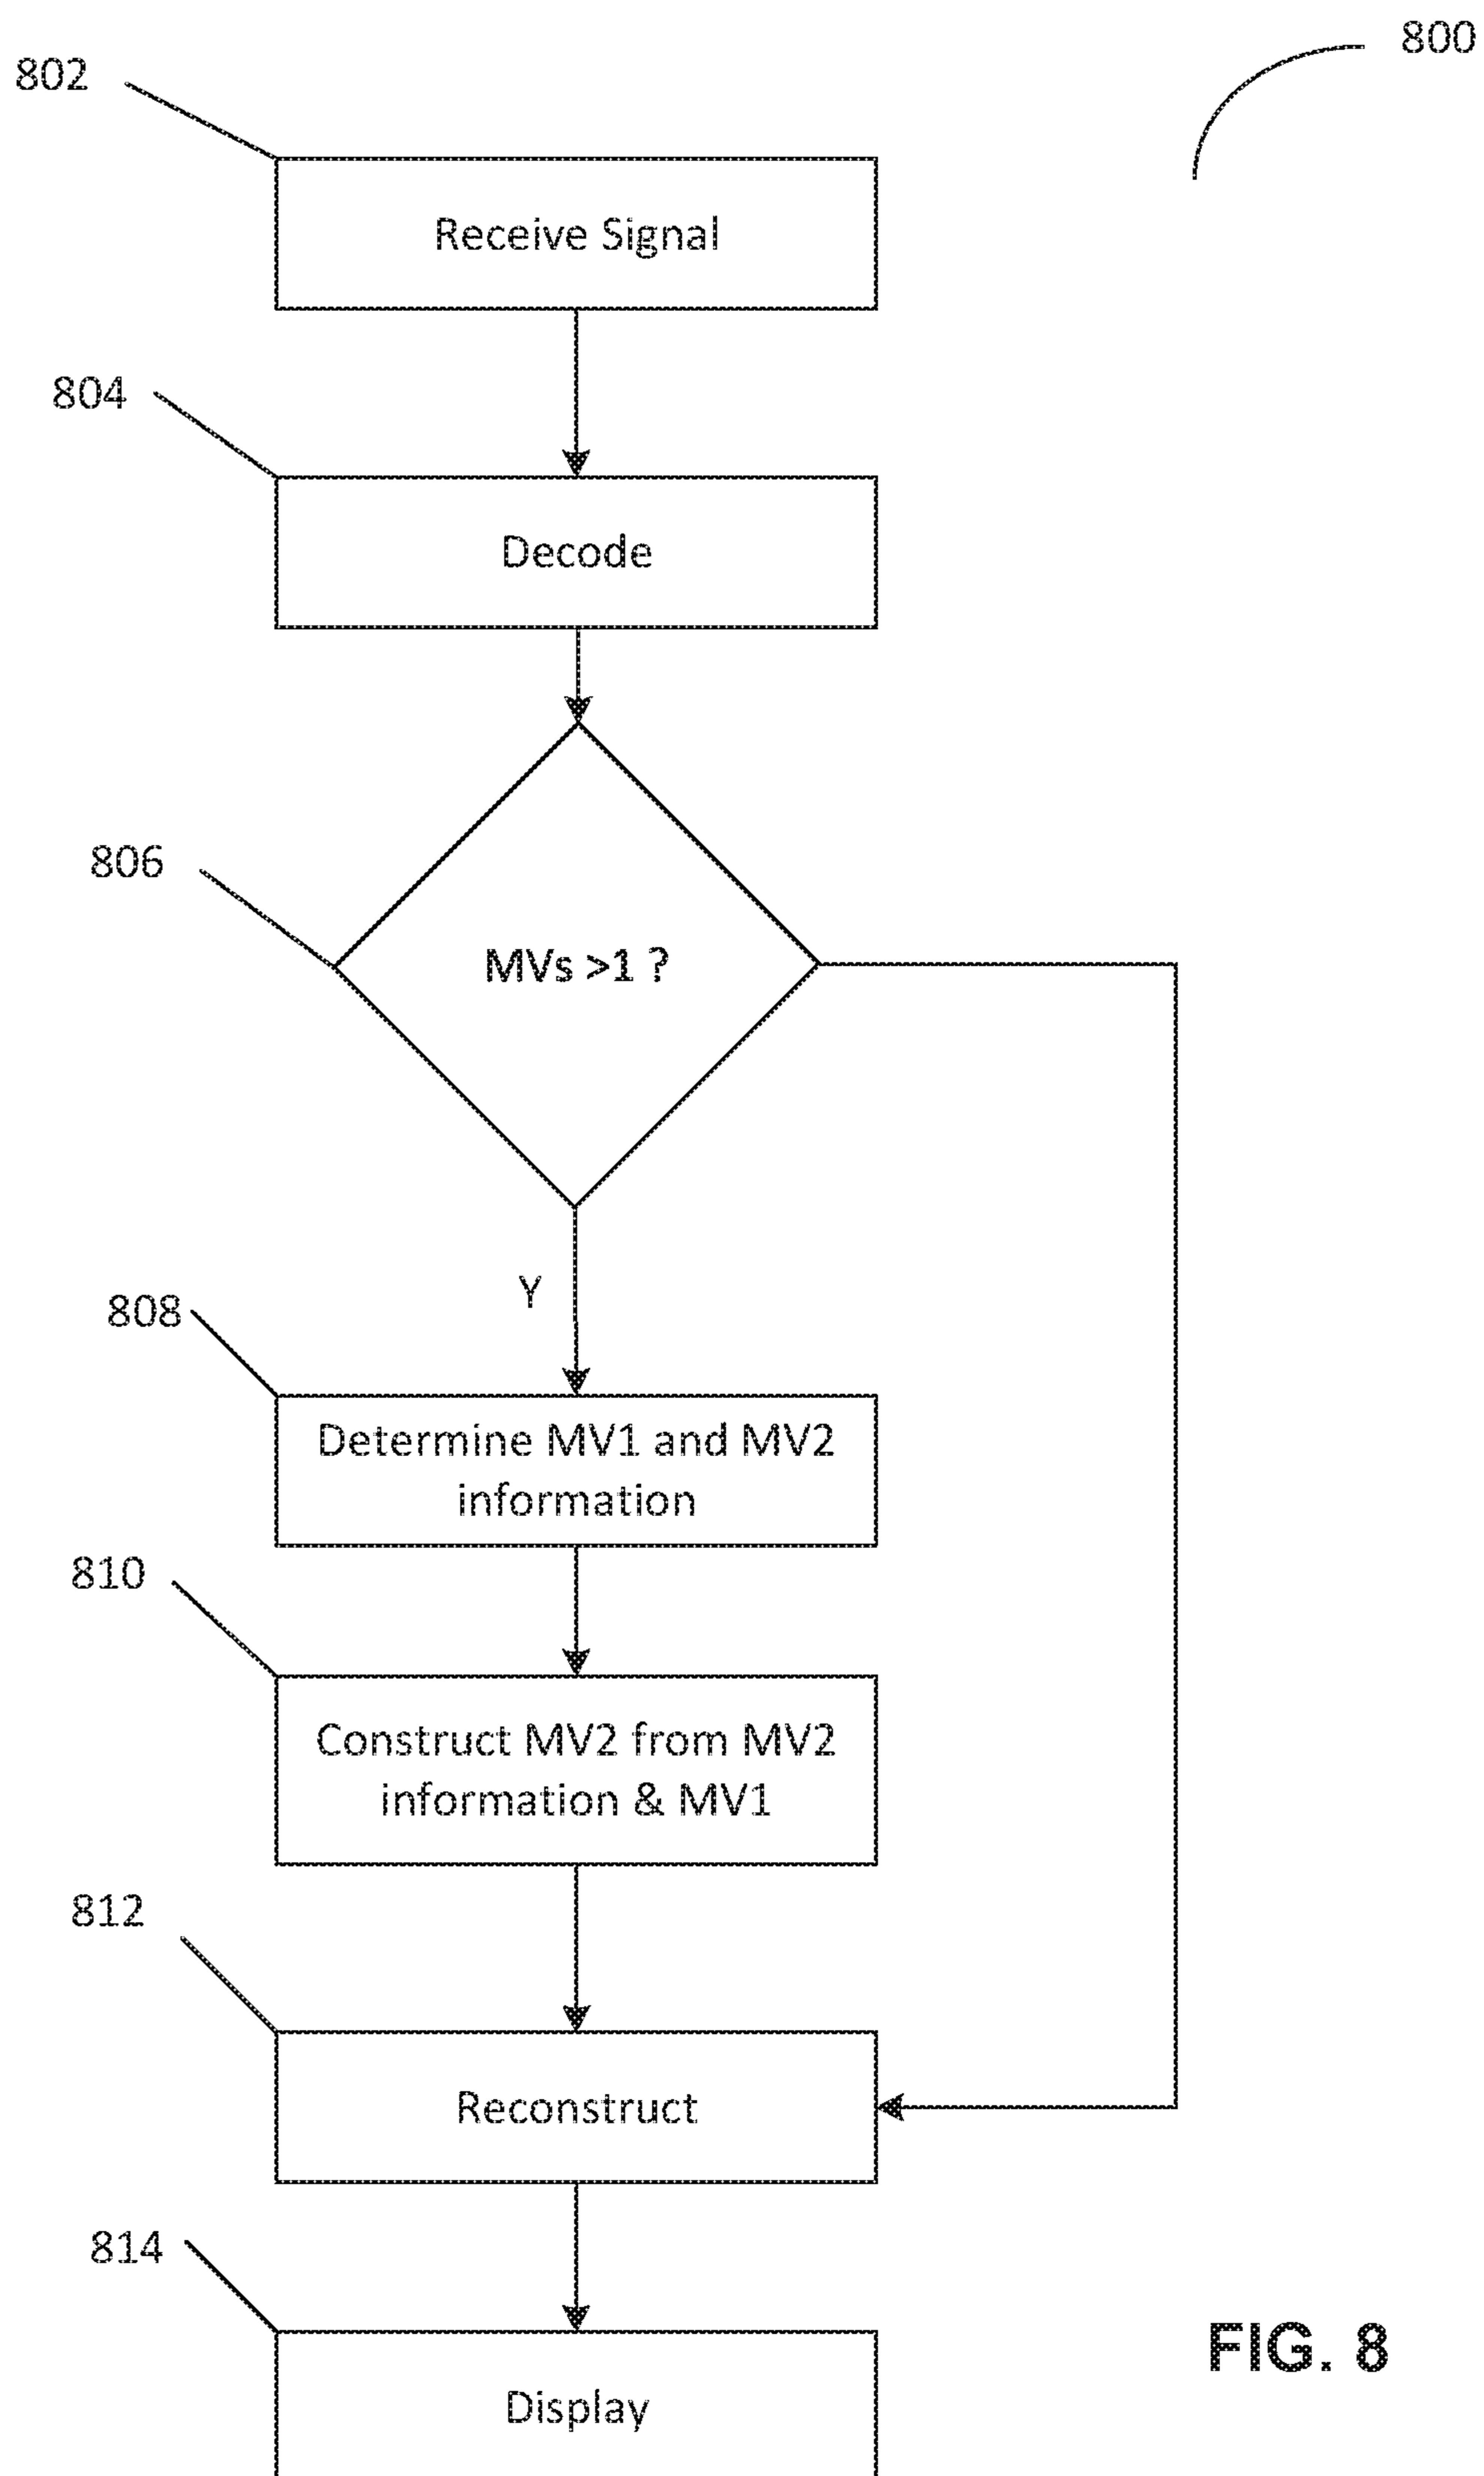 800
802
Receive Signal
804
Decode
806
MVs >1 ?
Y
808
Determine MV1 and MV2
information
810
Construct MV2 from MV2
information & MV1
812
Reconstruct
814
Display
FIG. 8